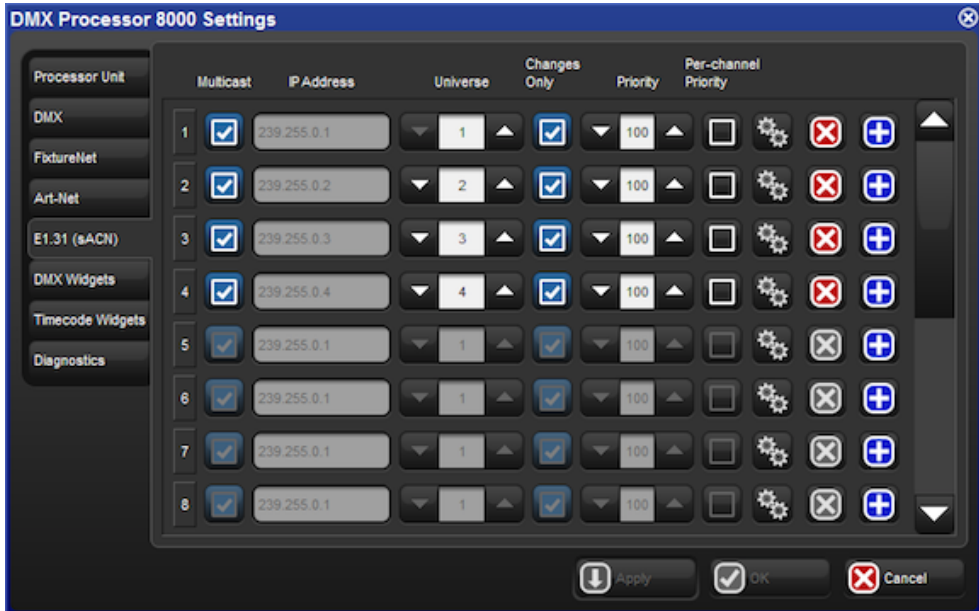 DMX Processor 8000 Settings
Processor Unit
DMX
FixtureNet
Art-Net
E1.31 (sACN)
DMX Widgets
Timecode Widgets
Diagnostics
Multicast IP Address Universe Changes Only Priority Per-channel Priority
1 239.255.0.1 1 100
2 239.255.0.2 2 100
3 239.255.0.3 3 100
4 239.255.0.4 4 100
5 239.255.0.1 1 100
6 239.255.0.1 1 100
7 239.255.0.1 1 100
8 239.255.0.1 1 100
Apply OK Cancel